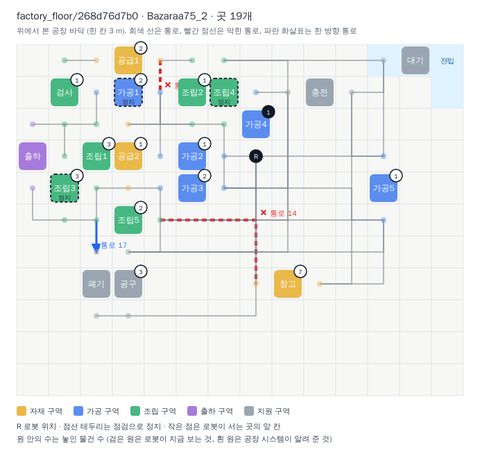 factory_floor/268d76d7b0 · Bazaraa75_2 · 곳 19개
위에서 본 공장 바닥 (한 칸 3 m). 회색 선은 통로, 빨간 점선은 막힌 통로, 파란 화살표는 한 방향 통로
공급1 2
대기
진입
✖ 통
검사 1
가공1 2
정지
조립2 1
조립4 2
정지
충전
가공4 1
출하
조립1 3
공급2 1
가공2 2
R
조립3 3
정지
가공3 2
가공5 1
조립5 2
✖ 통로 14
통로 17
폐기
공구 3
창고 7
자재 구역
가공 구역
조립 구역
출하 구역
지원 구역
R 로봇 위치 · 점선 테두리는 점검으로 정지 · 작은 점은 로봇이 서는 곳의 앞 칸
원 안의 수는 놓인 물건 수 (검은 원은 로봇이 지금 보는 것, 흰 원은 공장 시스템이 알려 준 것)